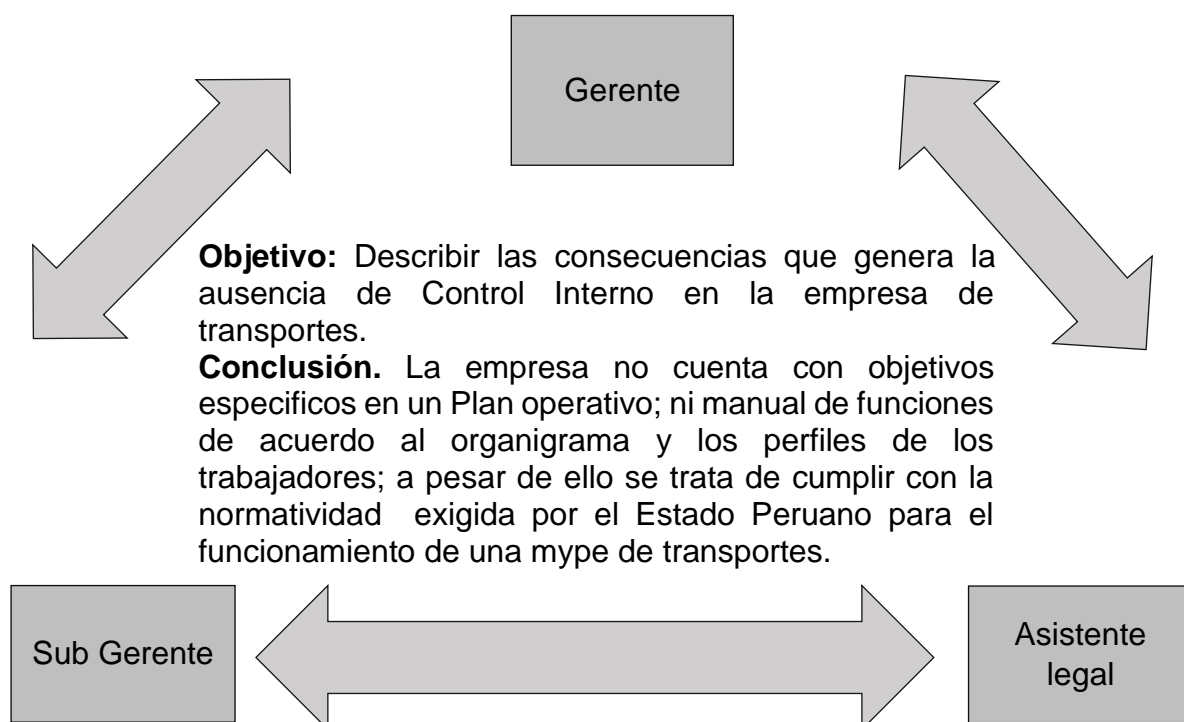 Gerente
Objetivo: Describir las consecuencias que genera la
ausencia de Control Interno en la empresa de
transportes.
Conclusión. La empresa no cuenta con objetivos
especificos en un Plan operativo; ni manual de funciones
de acuerdo al organigrama y los perfiles de los
trabajadores; a pesar de ello se trata de cumplir con la
normatividad exigida por el Estado Peruano para el
funcionamiento de una mype de transportes.
Sub Gerente
Asistente
legal